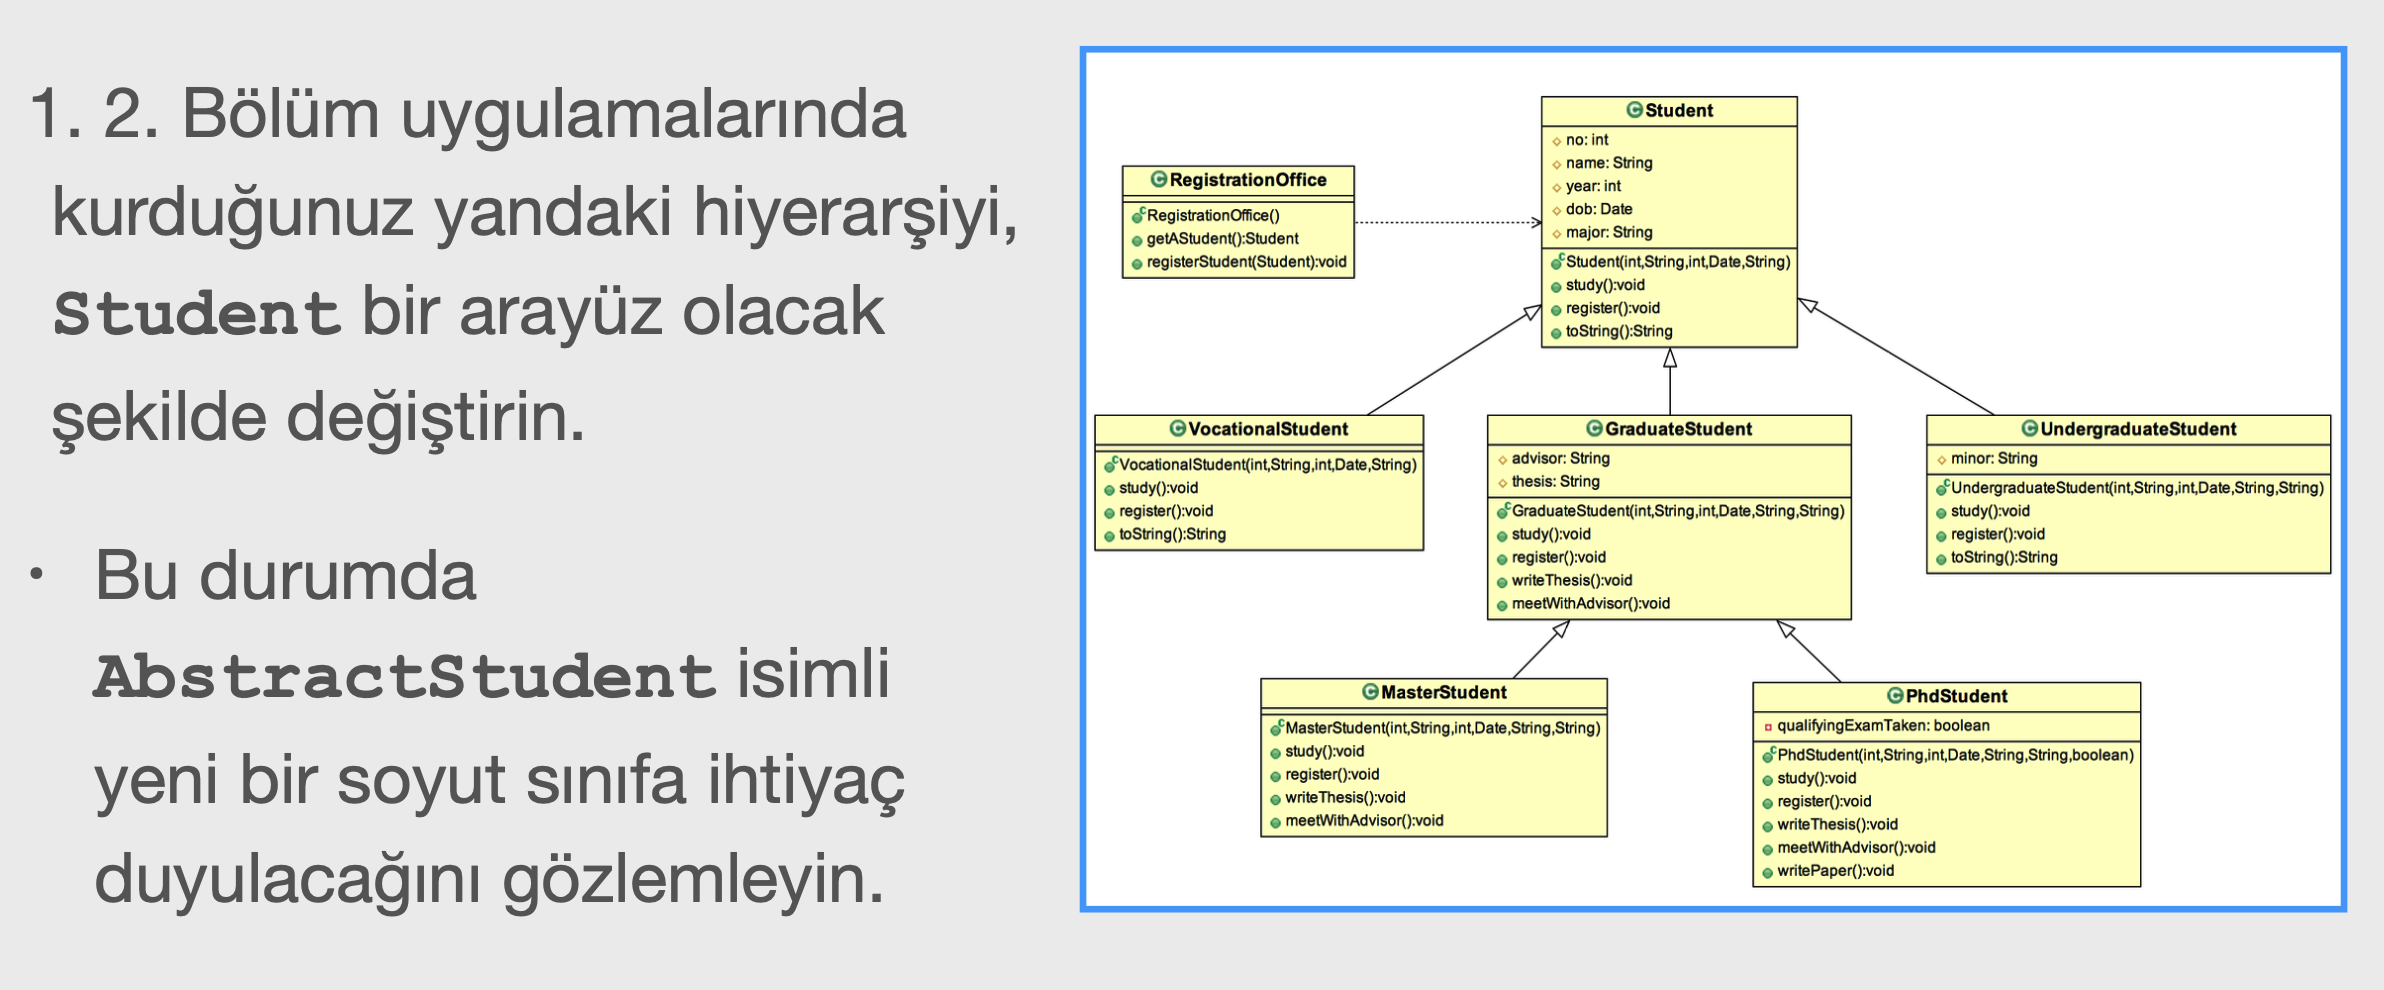 1. 2. Bölüm uygulamalarında
kurduğunuz yandaki hiyerarşiyi,
Student bir arayüz olacak
şekilde değiştirin.
• Bu durumda
AbstractStudent isimli
yeni bir soyut sınıfa ihtiyaç
duyulacağını gözlemleyin.
Student
no: int
name: String
year: int
dob: Date
major: String
Student(int,String,int,Date,String)
study():void
register():void
toString():String
RegistrationOffice
RegistrationOffice()
getAStudent():Student
registerStudent(Student):void
VocationalStudent
VocationalStudent(int,String,int,Date,String)
study():void
register():void
toString():String
GraduateStudent
advisor: String
thesis: String
GraduateStudent(int,String,int,Date,String,String)
study():void
register():void
writeThesis():void
meetWithAdvisor():void
UndergraduateStudent
minor: String
UndergraduateStudent(int,String,int,Date,String,String)
study():void
register():void
toString():String
MasterStudent
MasterStudent(int,String,int,Date,String,String)
study():void
register():void
writeThesis():void
meetWithAdvisor():void
PhdStudent
qualifyingExamTaken: boolean
PhdStudent(int,String,int,Date,String,String,boolean)
study():void
register():void
writeThesis():void
meetWithAdvisor():void
writePaper():void